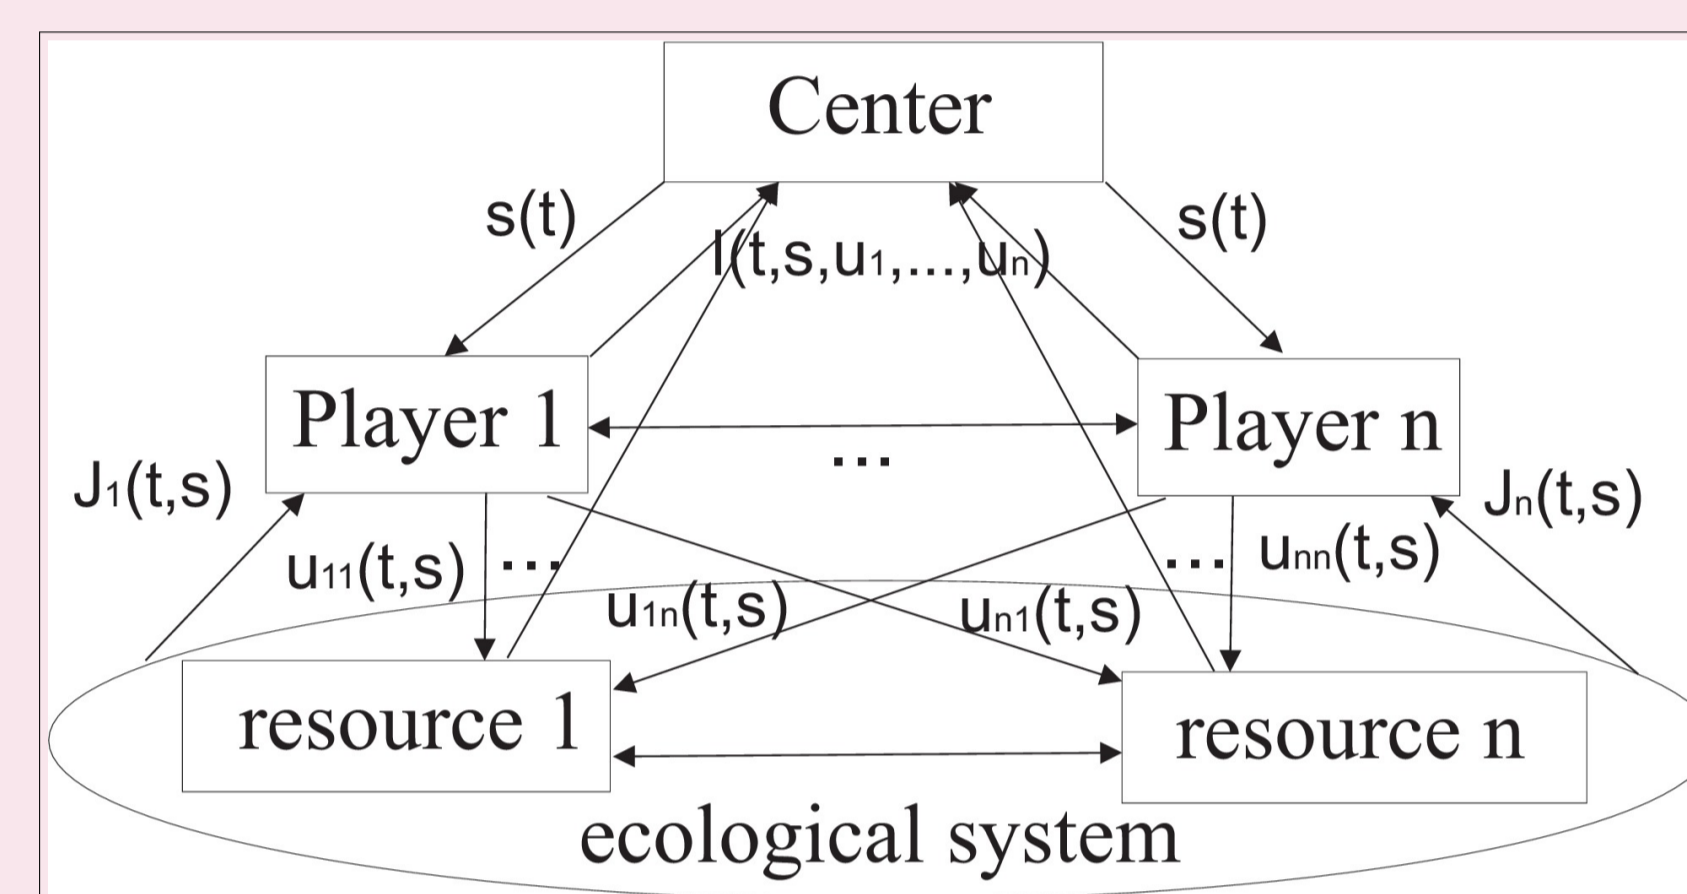 Center
s(t)
s(t)
I(t,s,u1,...,un)
Player 1
Player n
...
J1(t,s)
Jn(t,s)
u11(t,s)
...
...
unn(t,s)
u1n(t,s)
un1(t,s)
resource 1
resource n
ecological system